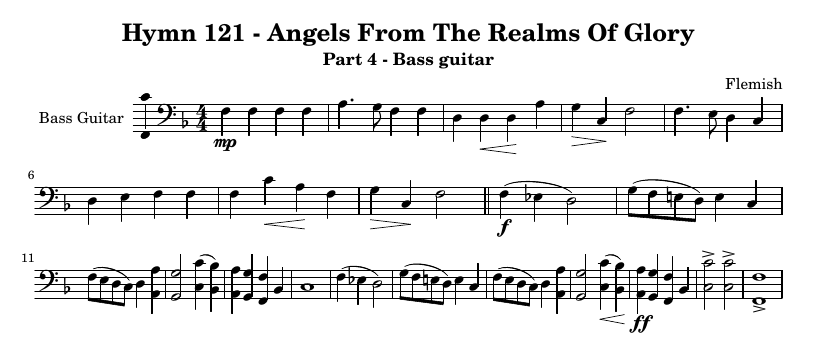 Hymn 121 - Angels From The Realms Of Glory
Part 4 - Bass guitar
Flemish
Bass Guitar
4
4
mp
6
f
11
ff